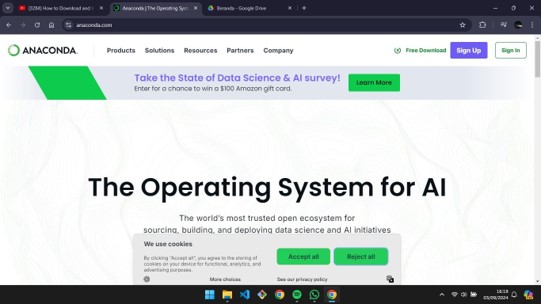 (3284) How to Download and I
Anaconda | The Operating System
Beranda - Google Drive
anaconda.com
ANACONDA.
Products Solutions Resources Partners Company
Free Download Sign Up Sign In
Take the State of Data Science & AI survey!
Enter for a chance to win a $100 Amazon gift card.
Learn More
The Operating System for AI
The world's most trusted open ecosystem for
sourcing, building, and deploying data science and AI initiatives
We use cookies
By clicking "Accept all", you agree to the storing of
cookies on your device for functional, analytics, and
advertising purposes.
Accept all Reject all
More choices See our privacy policy
18:18
03/09/2024